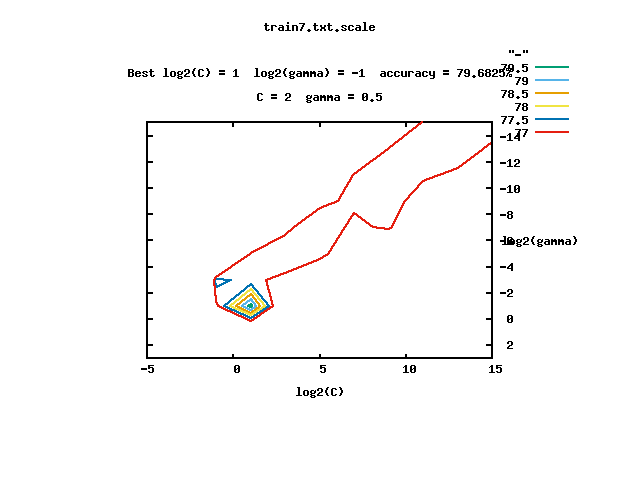 train7.txt.scale
"-"
Best log2(C) = 1  log2(gamma) = -1  accuracy = 79.6825%
79.5
79
C = 2  gamma = 0.5
78.5
78
77.5
77
-14
-12
-10
-8
-6
log2(gamma)
-4
-2
0
2
-5 0 5 10 15
log2(C)